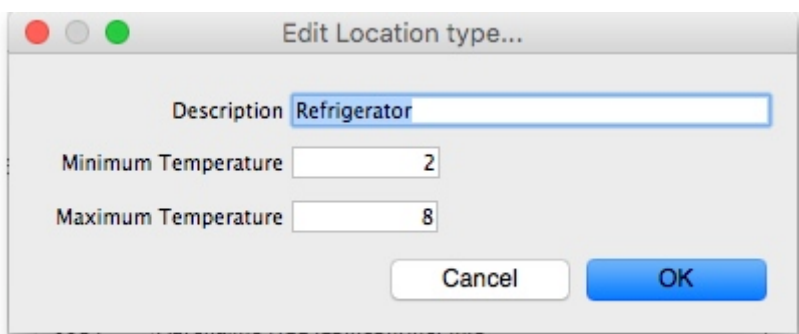 Edit Location type...
Description Refrigerator
Minimum Temperature 2
Maximum Temperature 8
Cancel OK